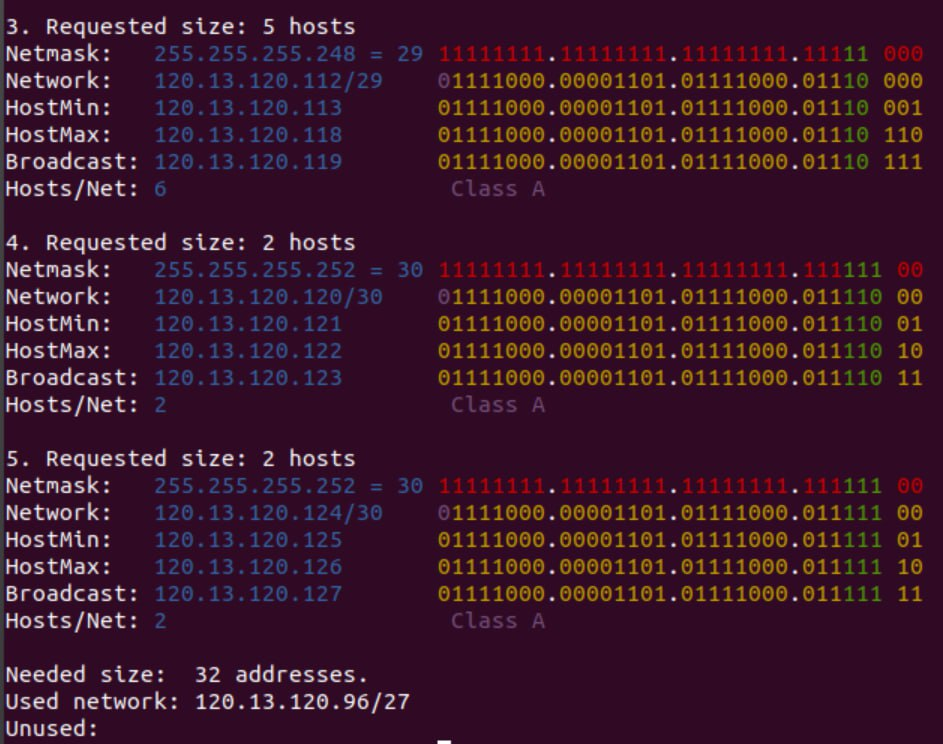 3. Requested size: 5 hosts
Netmask:   255.255.255.248 = 29 11111111.11111111.11111111.11111 000
Network:   120.13.120.112/29    01111000.00001101.01111000.01110 000
HostMin:   120.13.120.113       01111000.00001101.01111000.01110 001
HostMax:   120.13.120.118       01111000.00001101.01111000.01110 110
Broadcast: 120.13.120.119       01111000.00001101.01111000.01110 111
Hosts/Net: 6                     Class A
4. Requested size: 2 hosts
Netmask:   255.255.255.252 = 30 11111111.11111111.11111111.111111 00
Network:   120.13.120.120/30    01111000.00001101.01111000.011110 00
HostMin:   120.13.120.121       01111000.00001101.01111000.011110 01
HostMax:   120.13.120.122       01111000.00001101.01111000.011110 10
Broadcast: 120.13.120.123       01111000.00001101.01111000.011110 11
Hosts/Net: 2                     Class A
5. Requested size: 2 hosts
Netmask:   255.255.255.252 = 30 11111111.11111111.11111111.111111 00
Network:   120.13.120.124/30    01111000.00001101.01111000.011111 00
HostMin:   120.13.120.125       01111000.00001101.01111000.011111 01
HostMax:   120.13.120.126       01111000.00001101.01111000.011111 10
Broadcast: 120.13.120.127       01111000.00001101.01111000.011111 11
Hosts/Net: 2                     Class A
Needed size:  32 addresses.
Used network: 120.13.120.96/27
Unused: